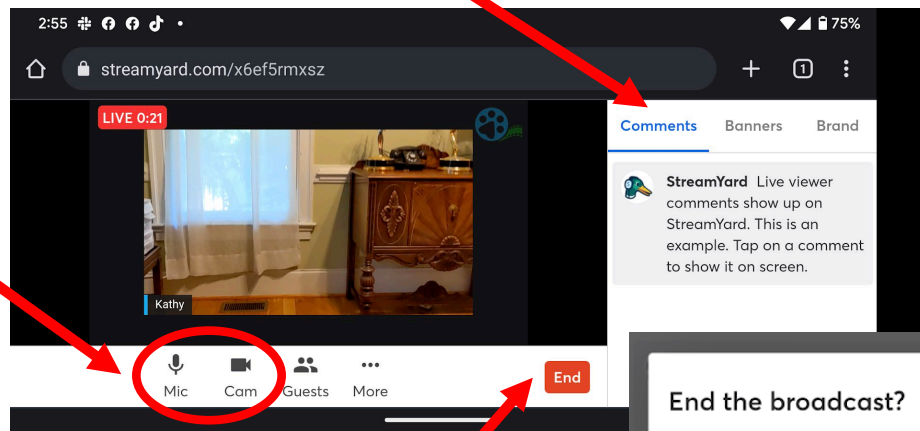 2:55 75%
streamyard.com/x6ef5rmxsz 1
LIVE 0:21
Kathy
Mic Cam Guests More End
Comments Banners Brand
StreamYard Live viewer
comments show up on
StreamYard. This is an
example. Tap on a comment
to show it on screen.
End the broadcast?